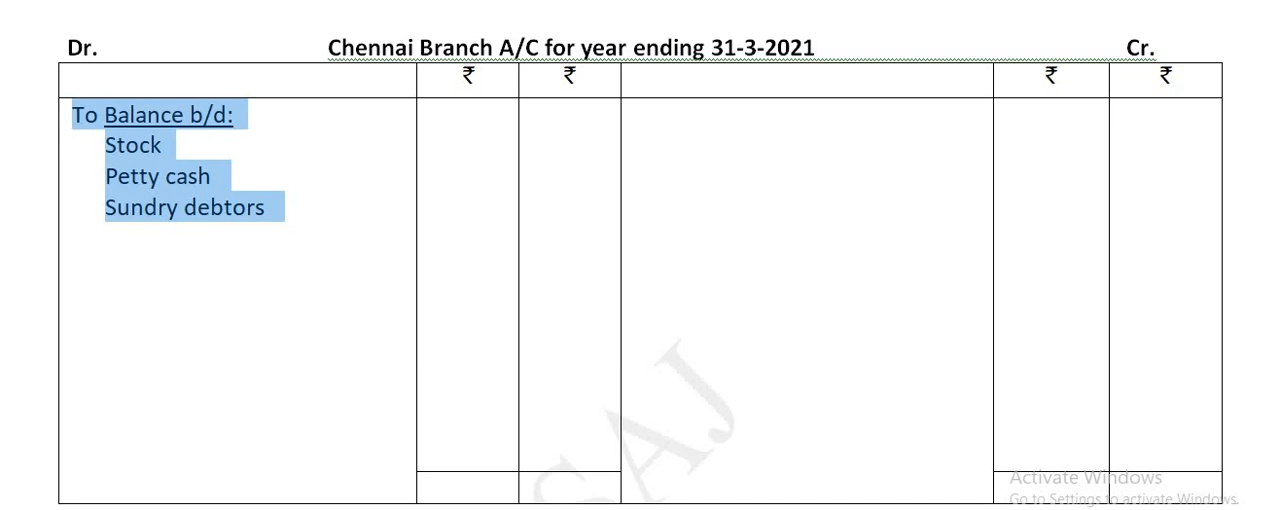 Dr. Chennai Branch A/C for year ending 31-3-2021 Cr.
₹ ₹ ₹ ₹
To Balance b/d:
Stock
Petty cash
Sundry debtors
SAJ
Activate Windows
Go to Settings to activate Windows.